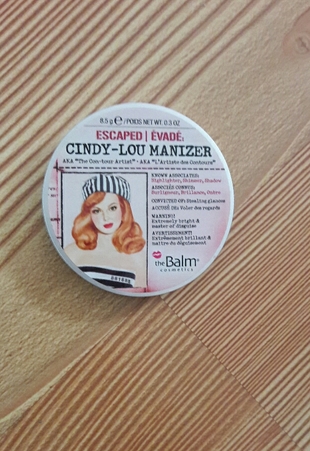 8.5 g ℮ / POIDS NET WT. 0.3 OZ
ESCAPED | ÉVADÉ:
CINDY-LOU MANIZER
AKA "The Con-tour Artist" • AKA "L'Artiste des Contours"
KNOWN ASSOCIATES:
Highlighter, Shimmer, Shadow
ASSOCIÉS CONNUS:
Surligneur, Brillance, Ombre
CONVICTED OF: Stealing glances
ACCUSÉ DE: Voler des regards
WARNING!
Extremely bright &
master of disguise
AVERTISSEMENT!
Extrêmement brillant &
maître du déguisement
theBalm®
cosmetics